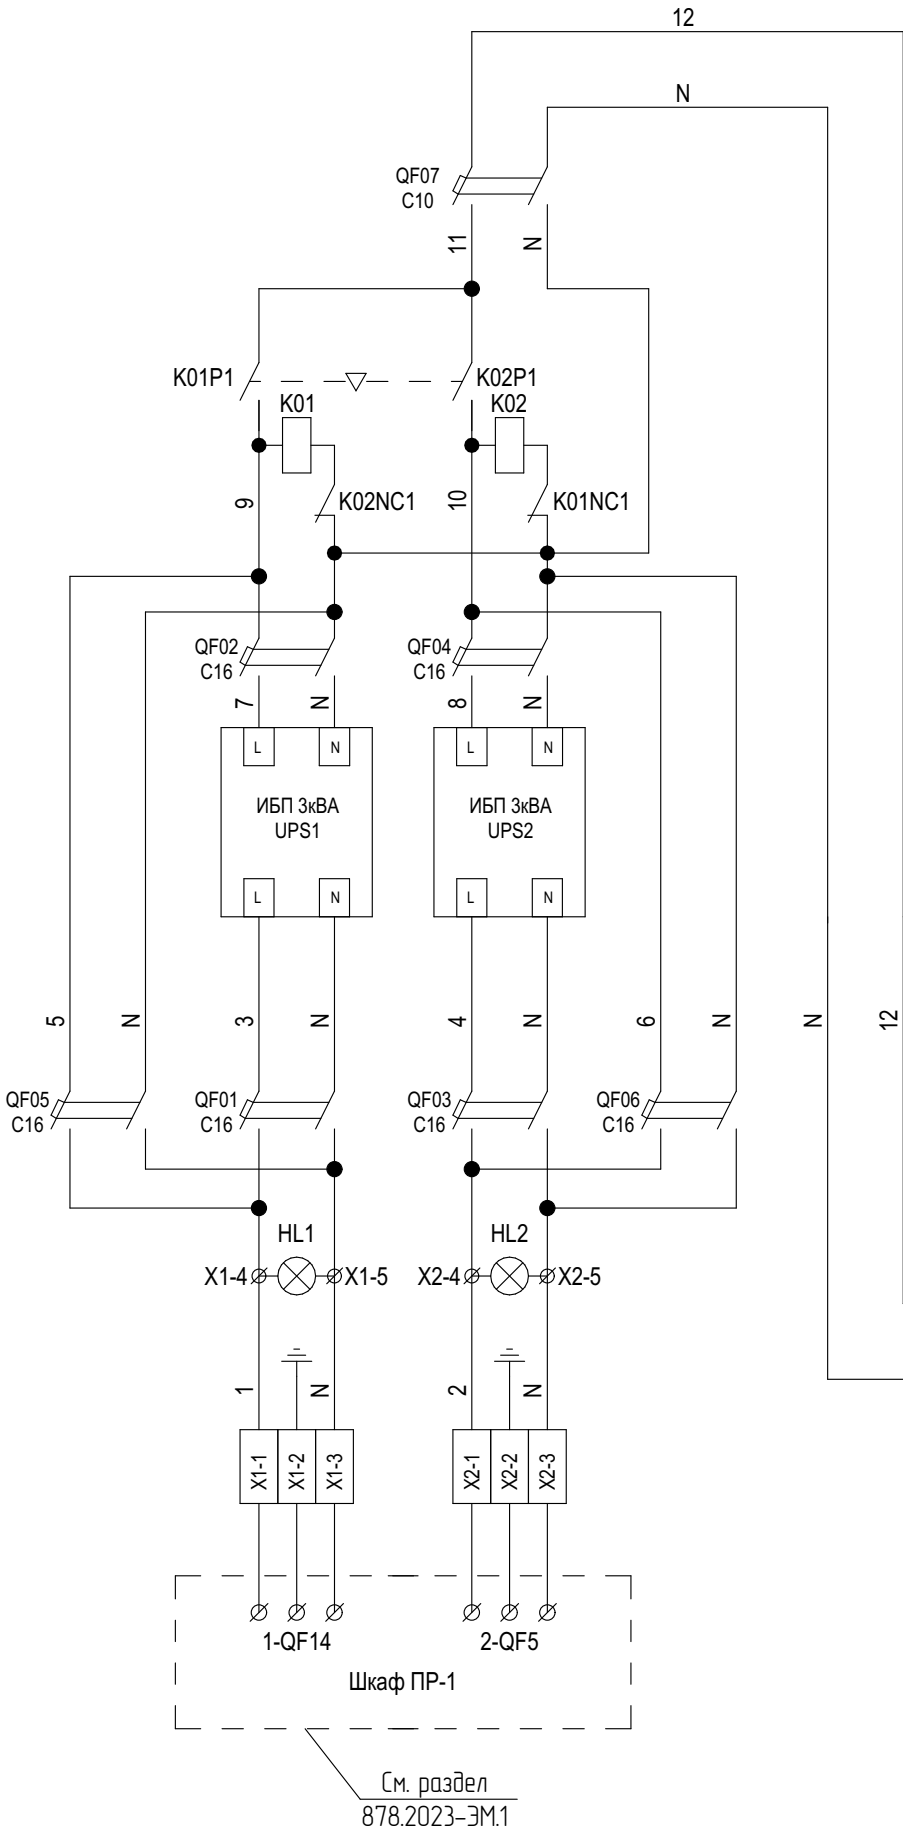 12
N
QF07
C10
11
N
K01P1
K02P1
K01
K02
9
K02NC1
10
K01NC1
QF02
C16
QF04
C16
7
N
8
N
L
N
L
N
ИБП 3кВА
UPS1
ИБП 3кВА
UPS2
L
N
L
N
5
N
3
N
4
N
6
N
N
12
QF05
C16
QF01
C16
QF03
C16
QF06
C16
HL1
HL2
X1-4
X1-5
X2-4
X2-5
1
N
2
N
X1-1
X1-2
X1-3
X2-1
X2-2
X2-3
1-QF14
2-QF5
Шкаф ПР-1
См. раздел
878.2023-ЭМ.1